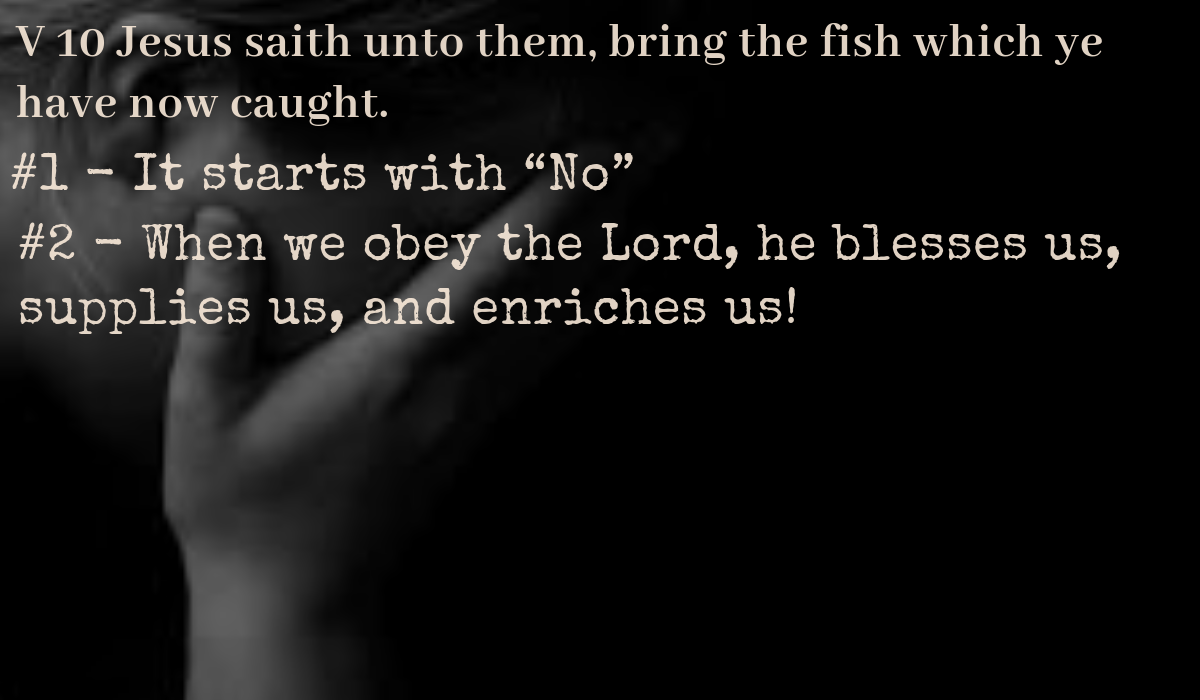 V 10 Jesus saith unto them, bring the fish which ye
have now caught.
#1 – It starts with “No”
#2 – When we obey the Lord, he blesses us,
supplies us, and enriches us!